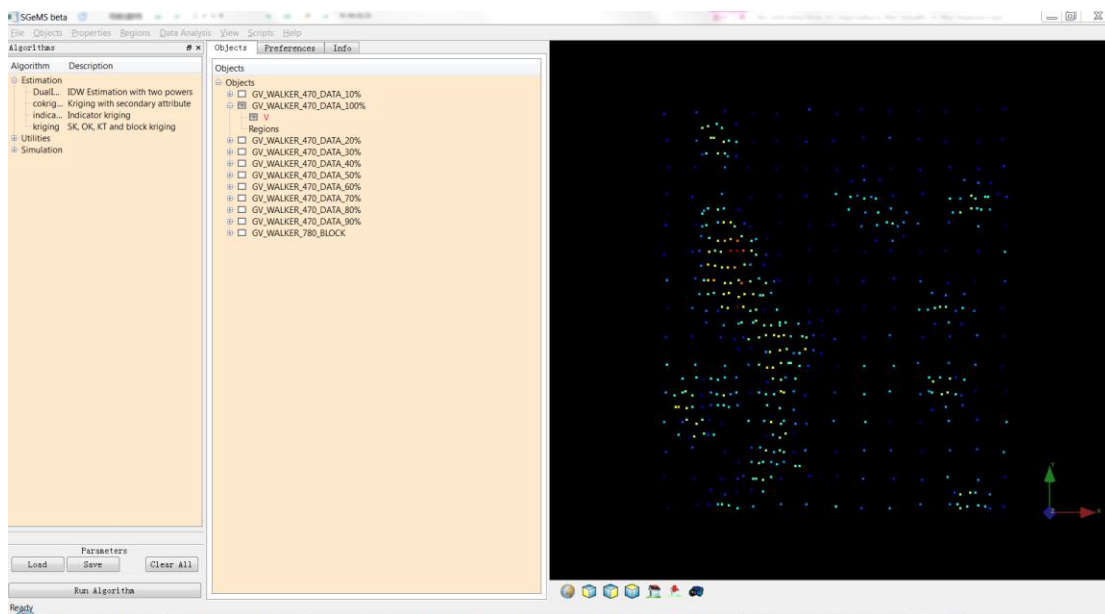 SGeMS beta
File Objects Properties Regions Data Analysis View Scripts Help
Algorithms
Objects Preferences Info
Algorithm Description
Estimation
DualI... IDW Estimation with two powers
cokrig... Kriging with secondary attribute
indica... Indicator kriging
kriging SK, OK, KT and block kriging
Utilities
Simulation
Objects
Objects
GV_WALKER_470_DATA_10%
GV_WALKER_470_DATA_100%
V
Regions
GV_WALKER_470_DATA_20%
GV_WALKER_470_DATA_30%
GV_WALKER_470_DATA_40%
GV_WALKER_470_DATA_50%
GV_WALKER_470_DATA_60%
GV_WALKER_470_DATA_70%
GV_WALKER_470_DATA_80%
GV_WALKER_470_DATA_90%
GV_WALKER_780_BLOCK
Parameters
Load Save Clear All
Run Algorithm
Ready
Y
X